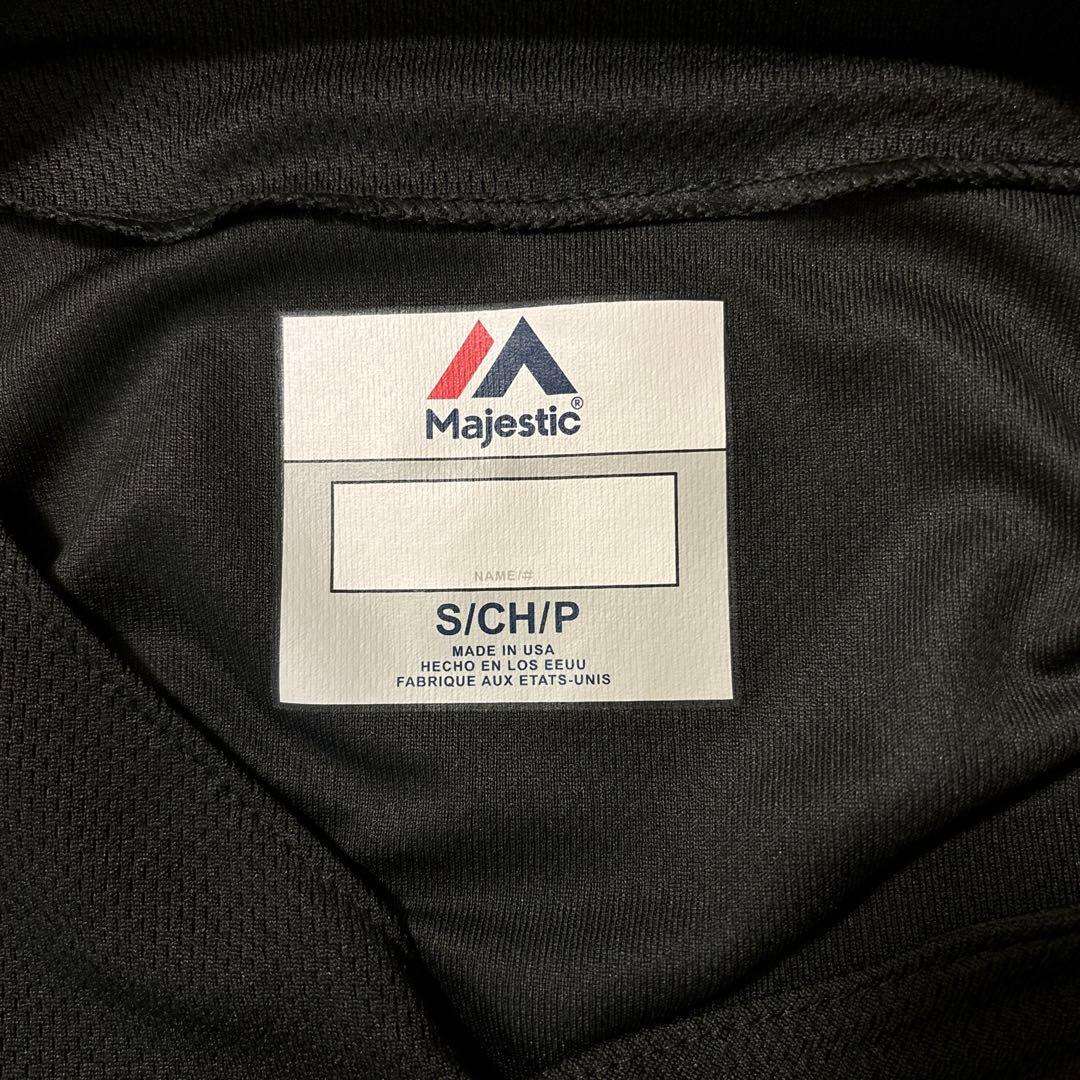 Majestic®
NAME/#
S/CH/P
MADE IN USA
HECHO EN LOS EEUU
FABRIQUE AUX ETATS-UNIS